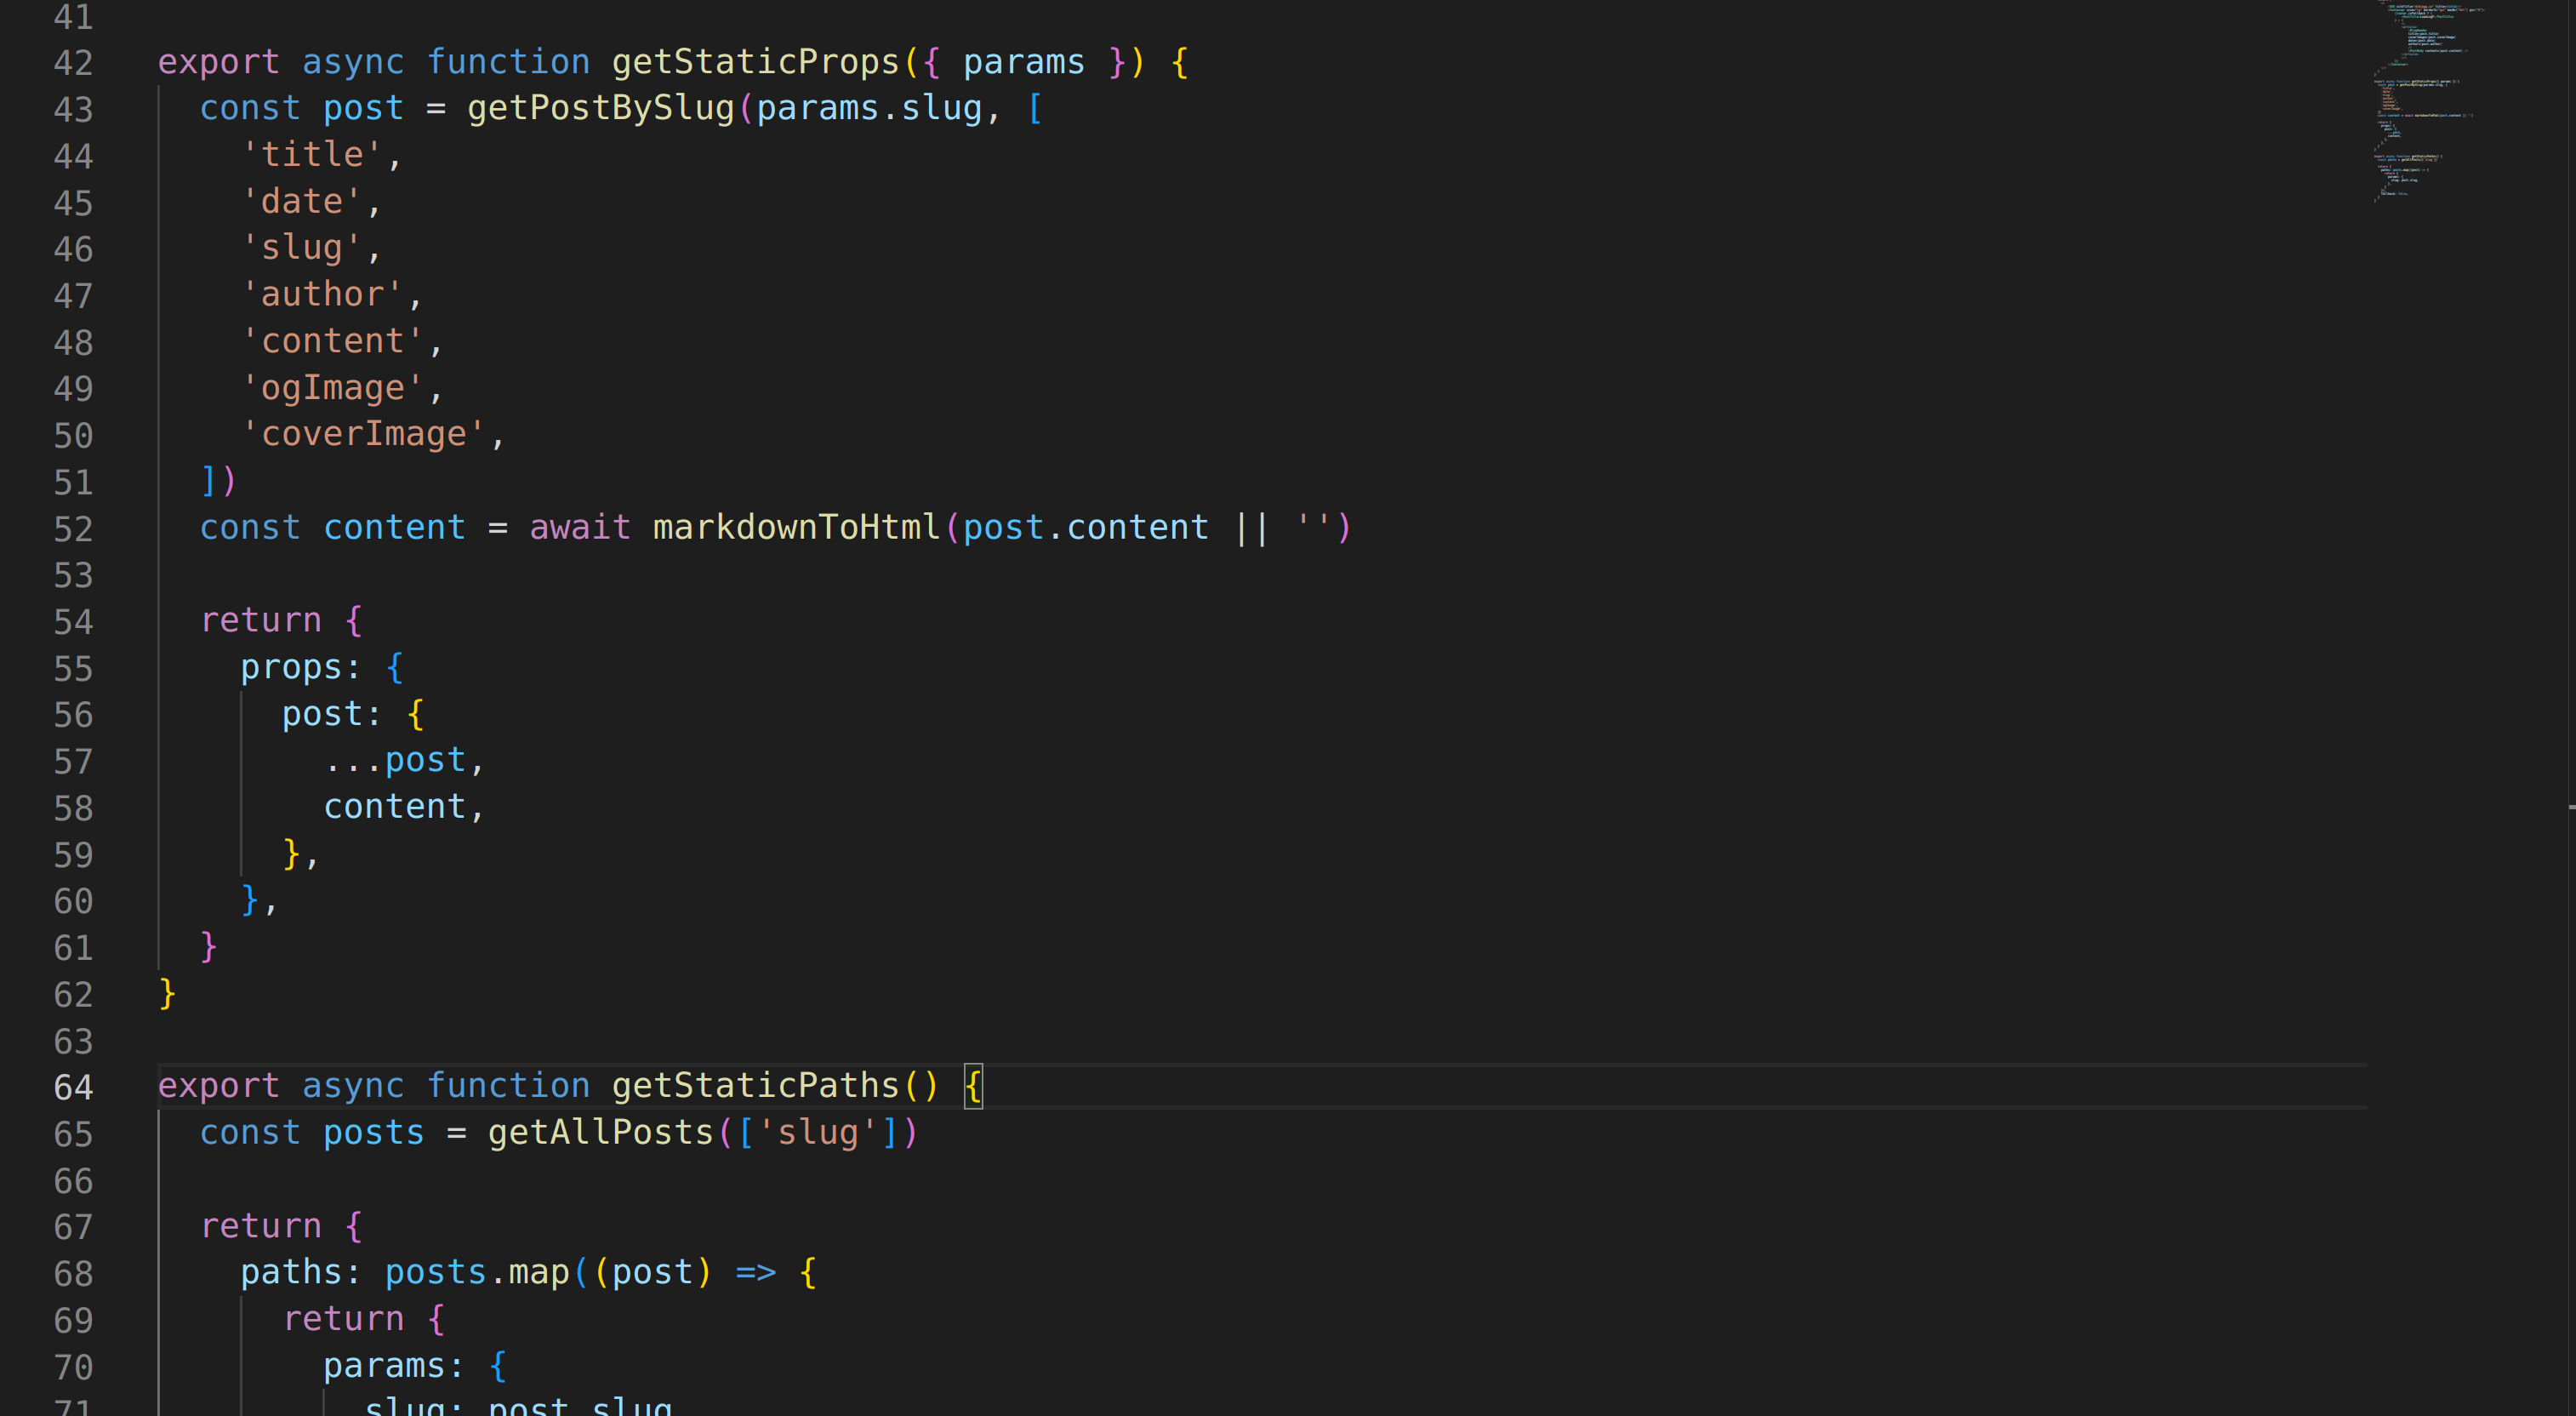 41
42 export async function getStaticProps({ params }) {
43   const post = getPostBySlug(params.slug, [
44     'title',
45     'date',
46     'slug',
47     'author',
48     'content',
49     'ogImage',
50     'coverImage',
51   ])
52   const content = await markdownToHtml(post.content || '')
53
54   return {
55     props: {
56       post: {
57         ...post,
58         content,
59       },
60     },
61   }
62 }
63
64 export async function getStaticPaths() {
65   const posts = getAllPosts(['slug'])
66
67   return {
68     paths: posts.map((post) => {
69       return {
70         params: {
71           slug: post.slug